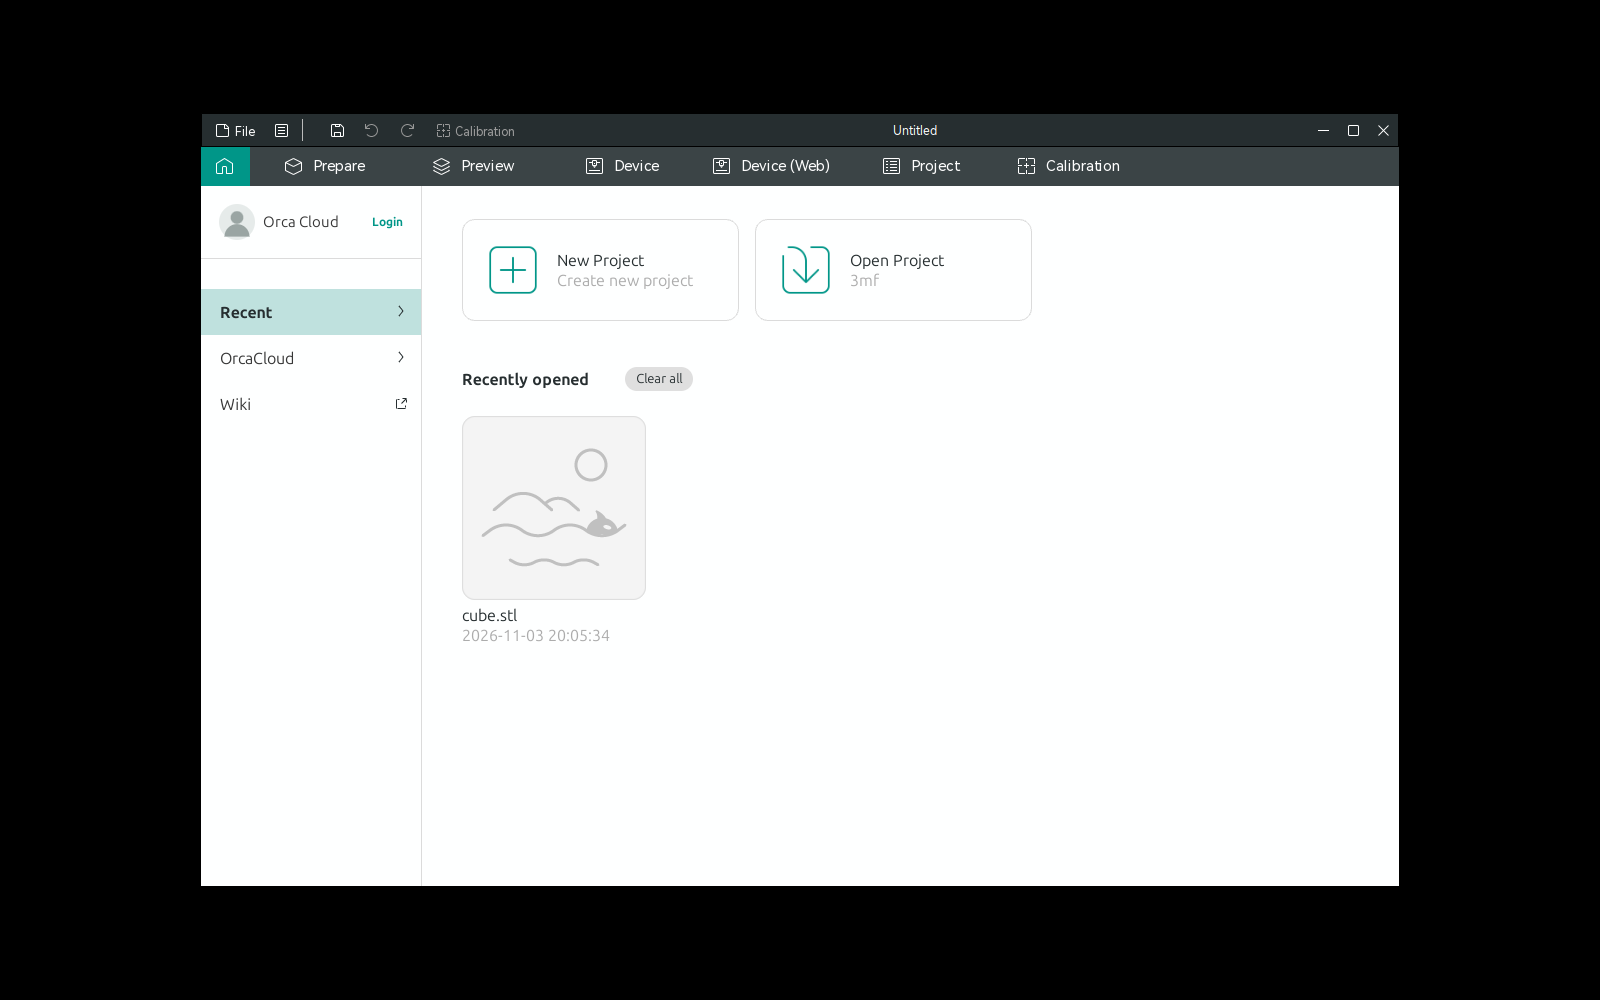 File
Calibration
Untitled
Prepare
Preview
Device
Device (Web)
Project
Calibration
Orca Cloud
Login
Recent
OrcaCloud
Wiki
New Project
Create new project
Open Project
3mf
Recently opened
Clear all
cube.stl
2026-11-03 20:05:34